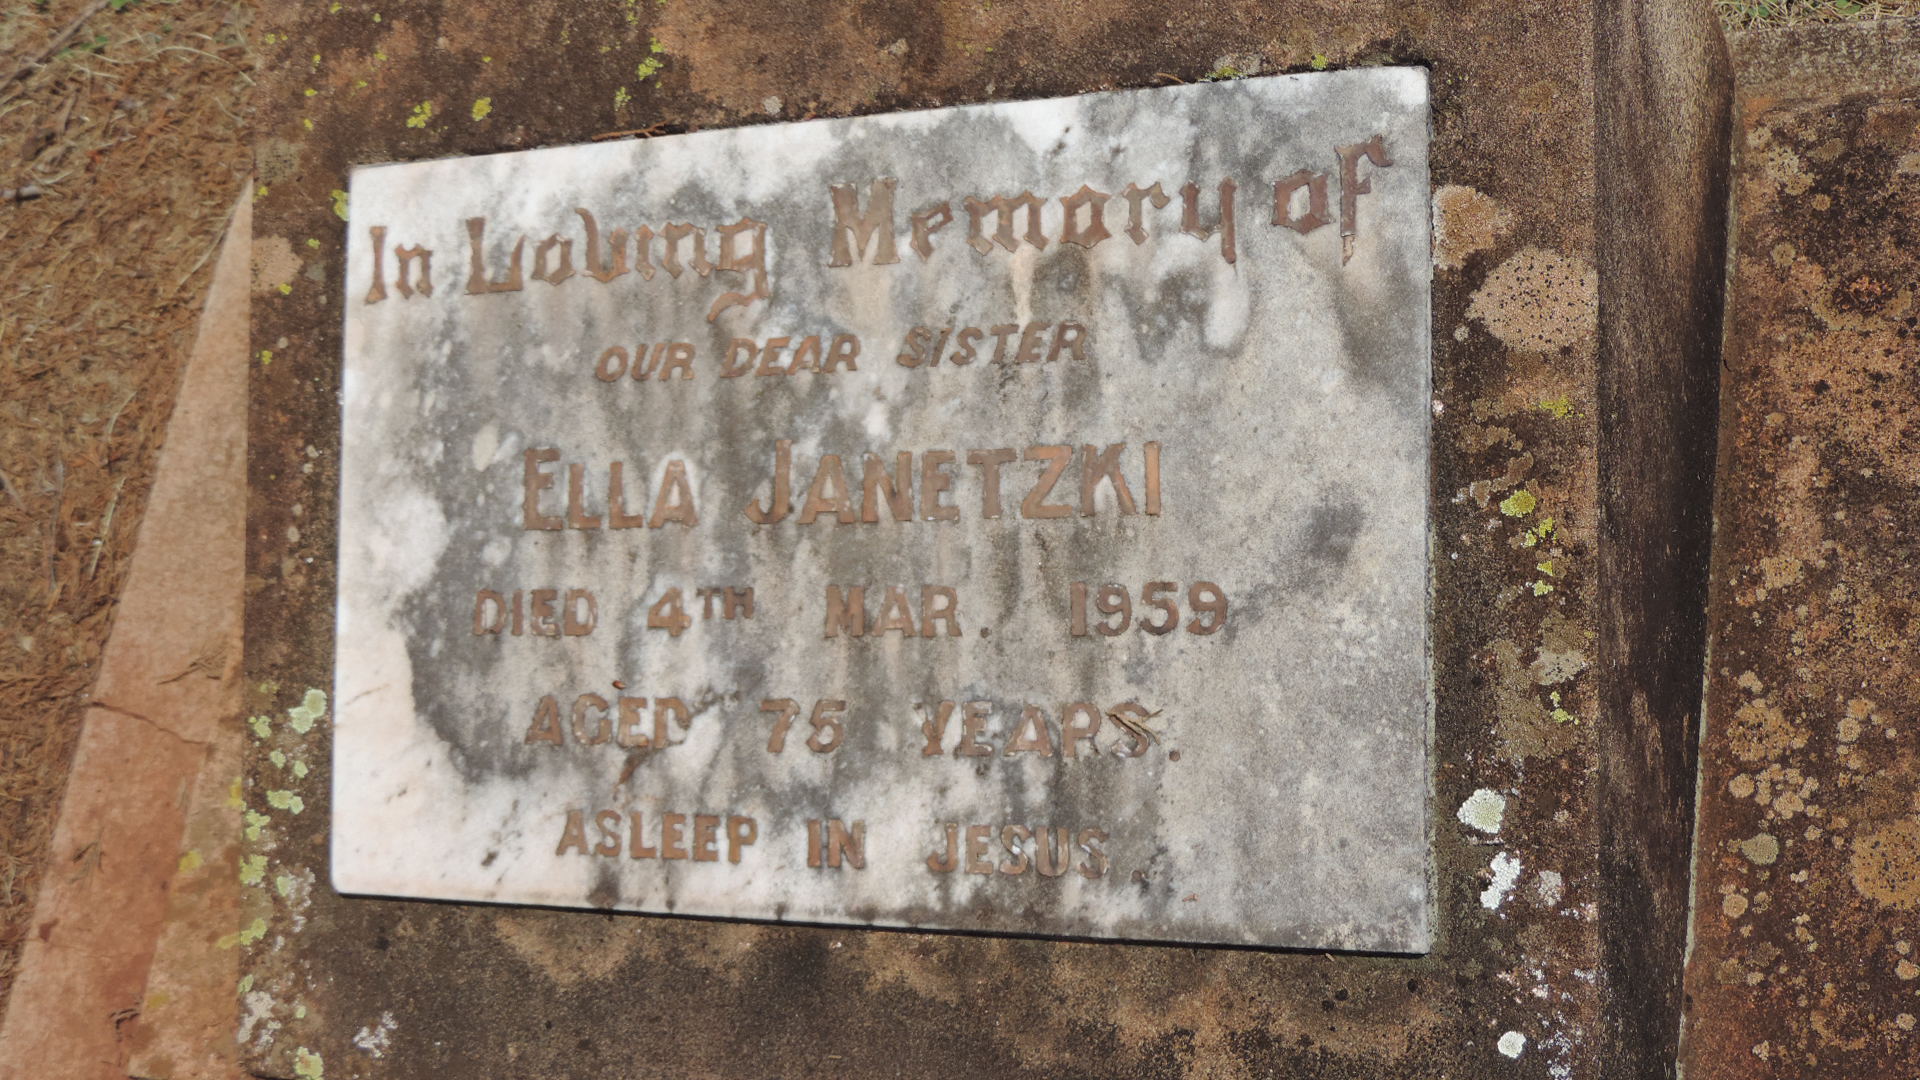 In Loving Memory of
OUR DEAR SISTER
ELLA JANETZKI
DIED 4TH MAR. 1959
AGED 75 YEARS.
ASLEEP IN JESUS.